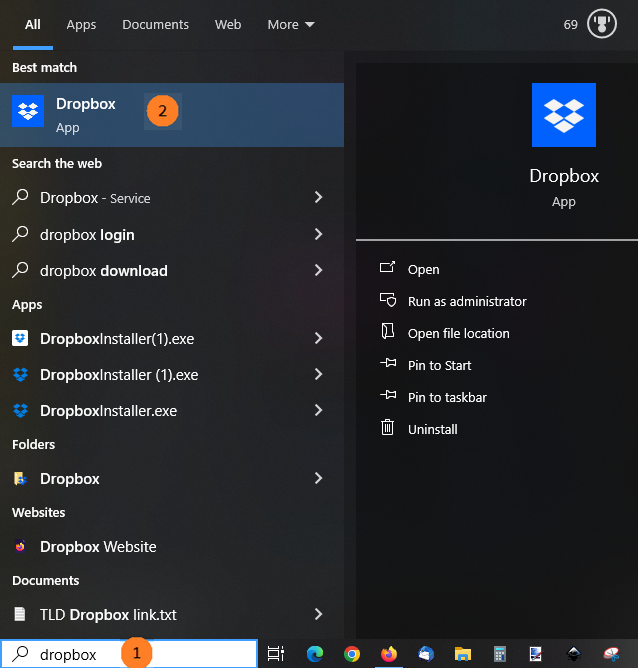 All Apps Documents Web More 69
Best match
Dropbox 2
App
Search the web
Dropbox - Service
dropbox login
dropbox download
Apps
DropboxInstaller(1).exe
DropboxInstaller (1).exe
DropboxInstaller.exe
Folders
Dropbox
Websites
Dropbox Website
Documents
TLD Dropbox link.txt
dropbox 1
Dropbox
App
Open
Run as administrator
Open file location
Pin to Start
Pin to taskbar
Uninstall